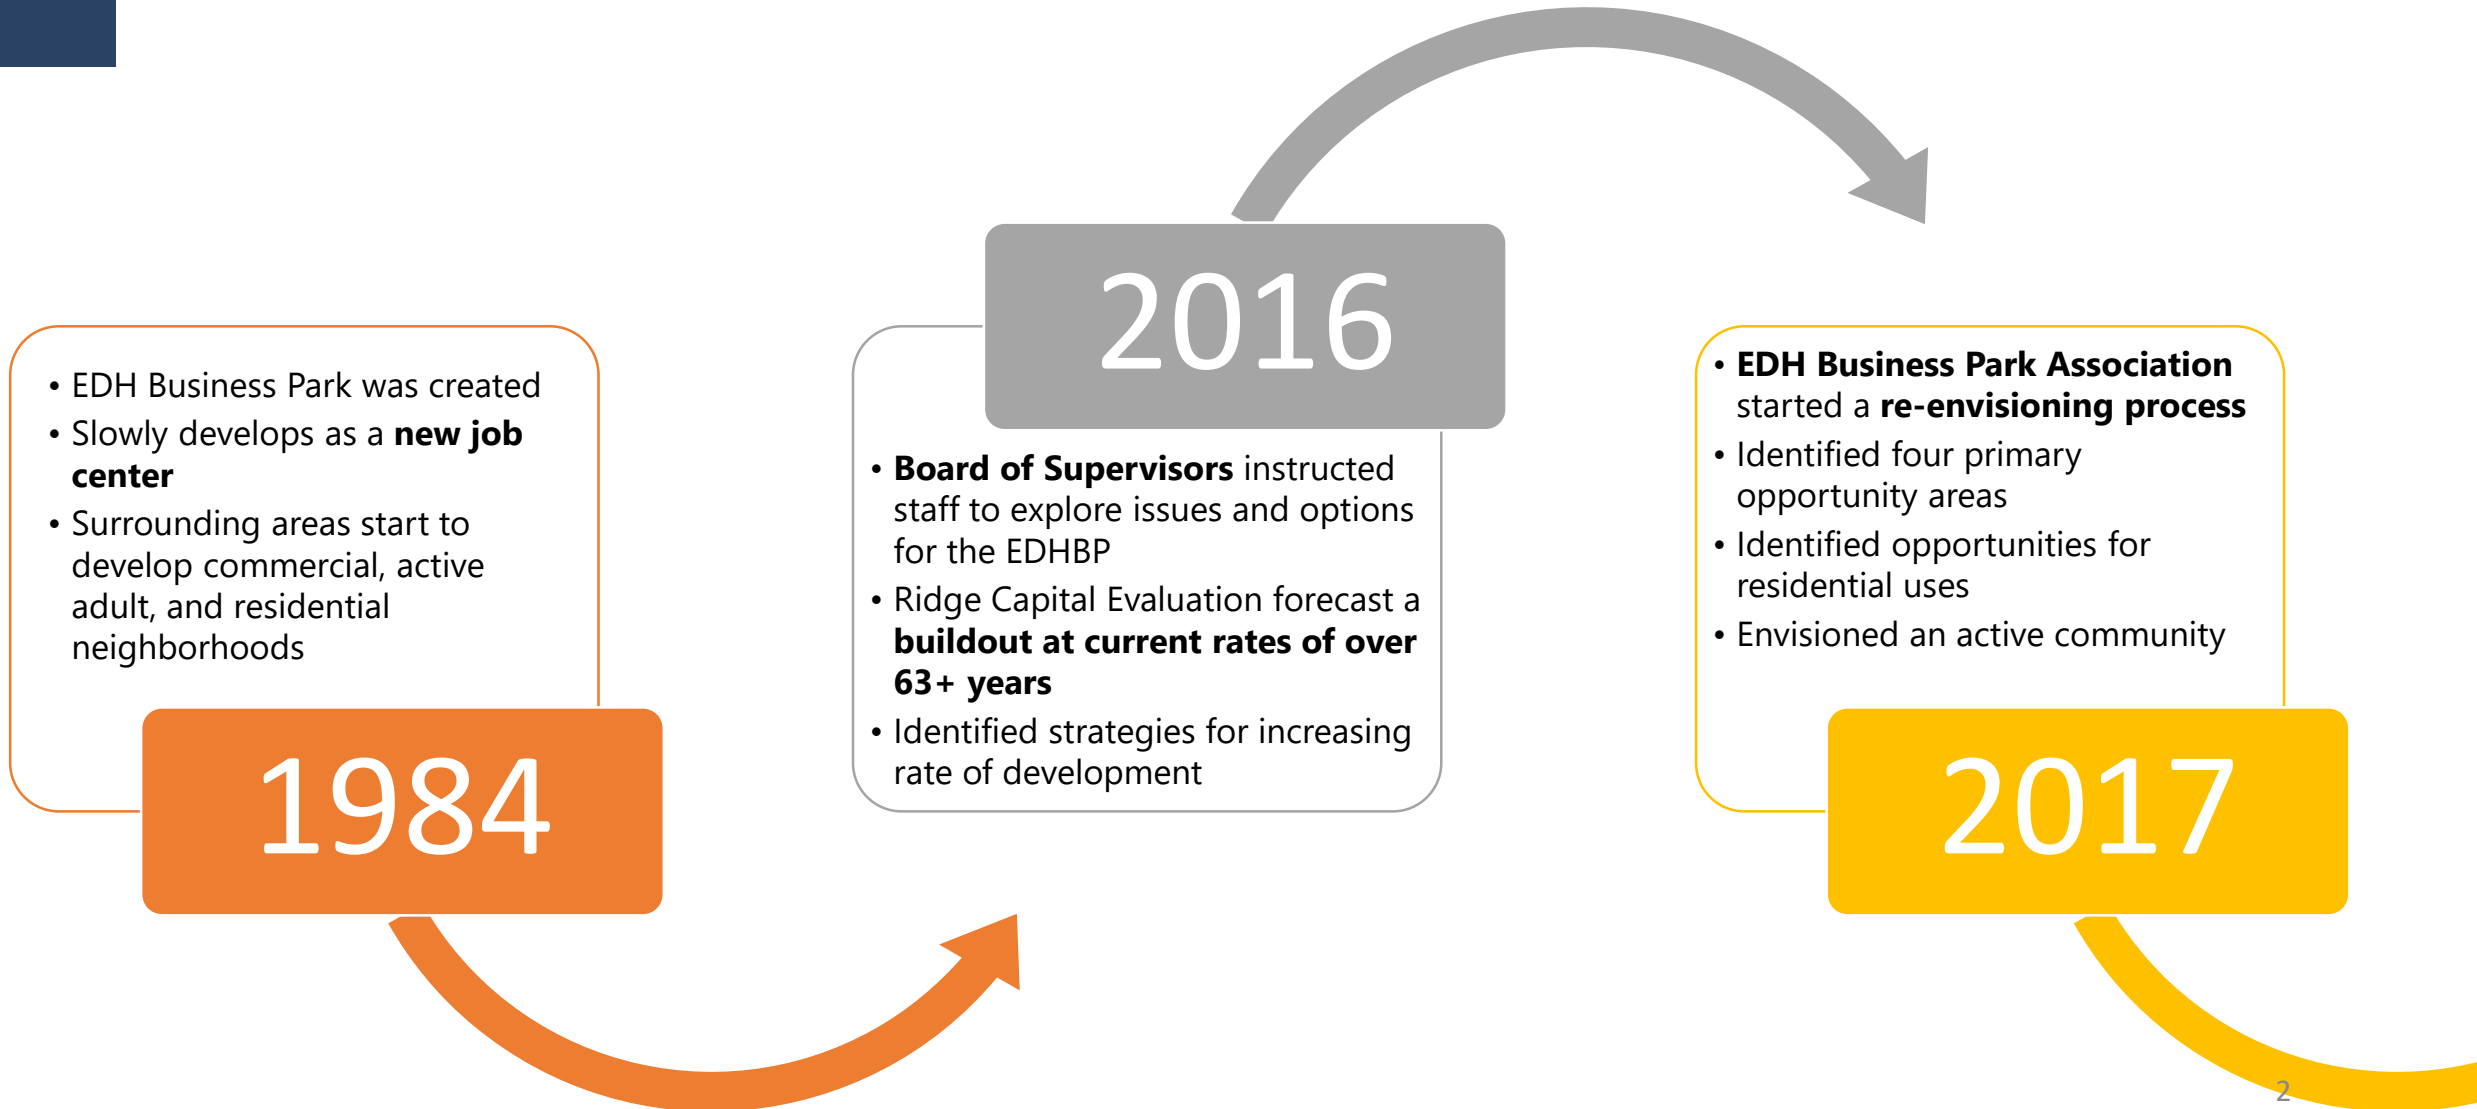 • EDH Business Park was created
• Slowly develops as a new job
center
• Surrounding areas start to
develop commercial, active
adult, and residential
neighborhoods
1984
2016
• Board of Supervisors instructed
staff to explore issues and options
for the EDHBP
• Ridge Capital Evaluation forecast a
buildout at current rates of over
63+ years
• Identified strategies for increasing
rate of development
• EDH Business Park Association
started a re-envisioning process
• Identified four primary
opportunity areas
• Identified opportunities for
residential uses
• Envisioned an active community
2017
2